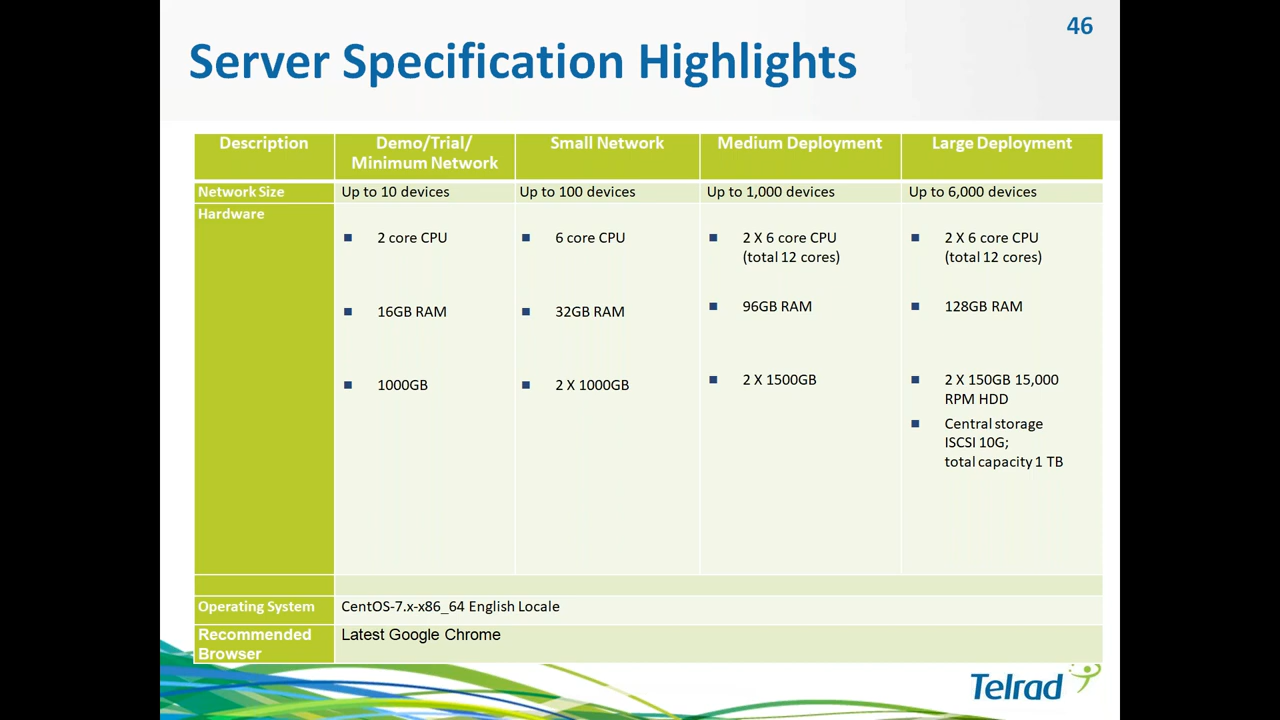 46
Server Specification Highlights
Description
Demo/Trial/
Minimum Network
Small Network
Medium Deployment
Large Deployment
Network Size
Up to 10 devices
Up to 100 devices
Up to 1,000 devices
Up to 6,000 devices
Hardware
2 core CPU
16GB RAM
1000GB
6 core CPU
32GB RAM
2 X 1000GB
2 X 6 core CPU
(total 12 cores)
96GB RAM
2 X 1500GB
2 X 6 core CPU
(total 12 cores)
128GB RAM
2 X 150GB 15,000
RPM HDD
Central storage
ISCSI 10G;
total capacity 1 TB
Operating System
CentOS-7.x-x86_64 English Locale
Recommended
Browser
Latest Google Chrome
Telrad